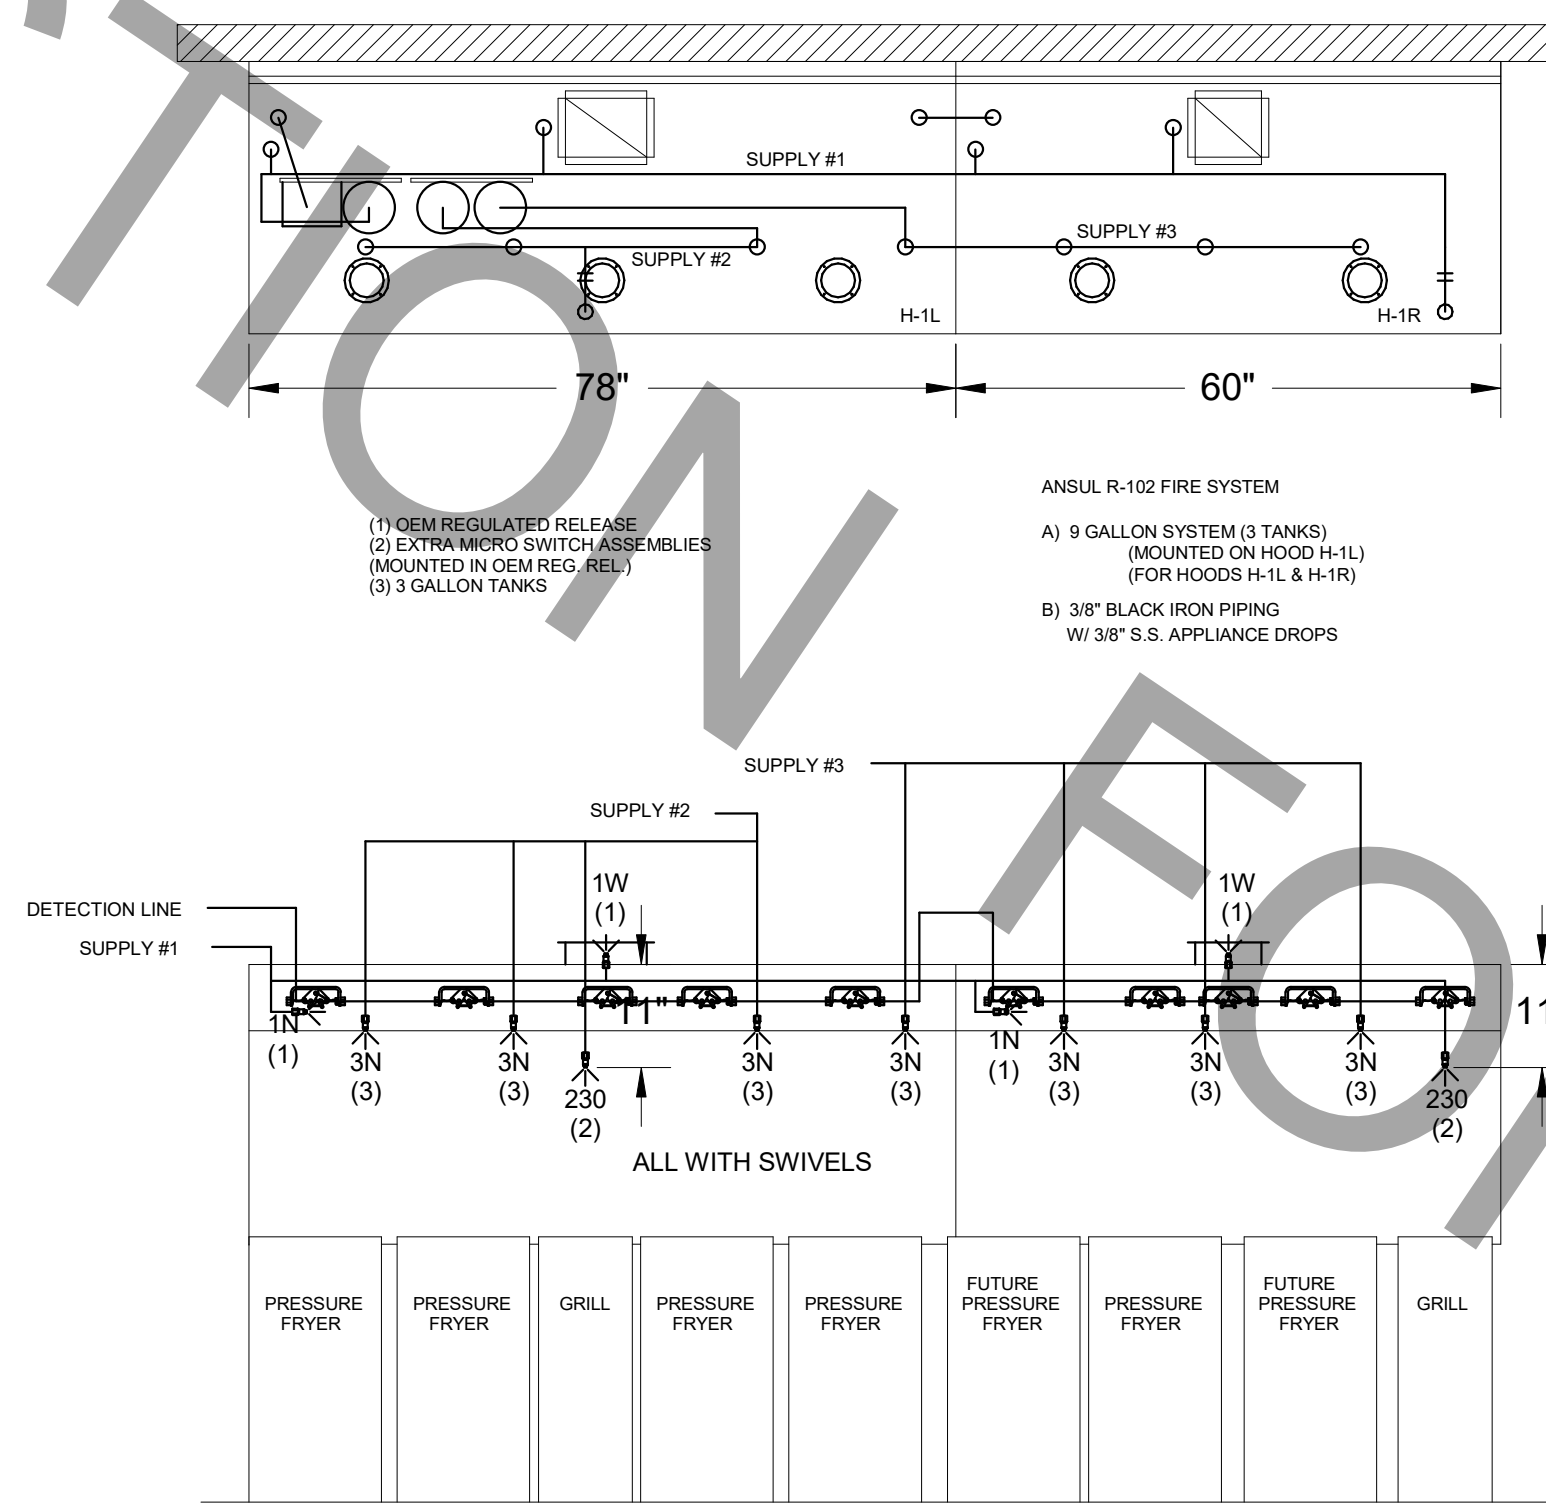 SUPPLY #1
SUPPLY #3
SUPPLY #2
H-1L
H-1R
78"
60"
ANSUL R-102 FIRE SYSTEM
(1) OEM REGULATED RELEASE
(2) EXTRA MICRO SWITCH ASSEMBLIES
(MOUNTED IN OEM REG. REL.)
(3) 3 GALLON TANKS
A) 9 GALLON SYSTEM (3 TANKS)
(MOUNTED ON HOOD H-1L)
(FOR HOODS H-1L & H-1R)
B) 3/8" BLACK IRON PIPING
W/ 3/8" S.S. APPLIANCE DROPS
SUPPLY #3
SUPPLY #2
DETECTION LINE
SUPPLY #1
1W
(1)
1W
(1)
11"
11
1N
(1)
3N
(3)
3N
(3)
230
(2)
3N
(3)
3N
(3)
1N
(1)
3N
(3)
3N
(3)
3N
(3)
230
(2)
ALL WITH SWIVELS
PRESSURE
FRYER
PRESSURE
FRYER
GRILL
PRESSURE
FRYER
PRESSURE
FRYER
FUTURE
PRESSURE
FRYER
PRESSURE
FRYER
FUTURE
PRESSURE
FRYER
GRILL
TION FO